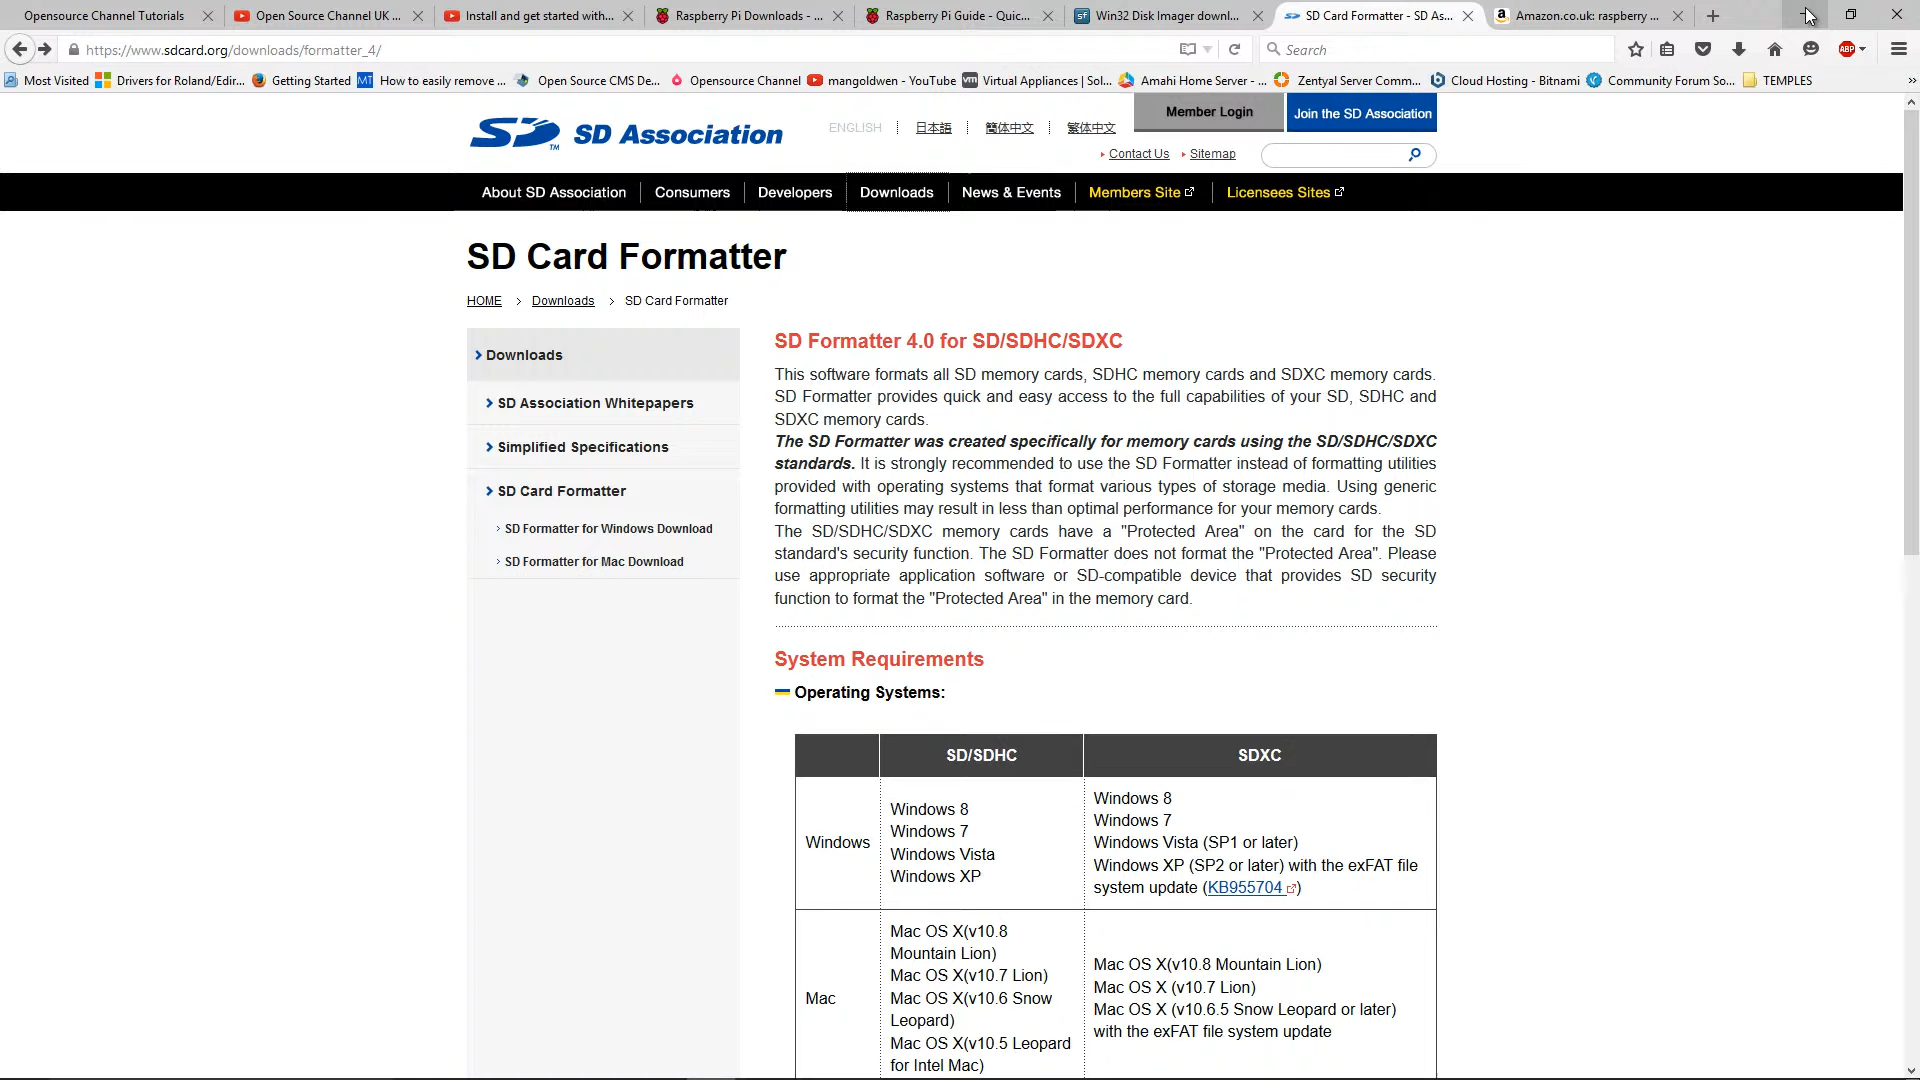 Opensource Channel Tutorials
Open Source Channel UK ...
Install and get started with...
Raspberry Pi Downloads - ...
Raspberry Pi Guide - Quic...
Win32 Disk Imager downl...
SD Card Formatter - SD As...
Amazon.co.uk: raspberry ...
https://www.sdcard.org/downloads/formatter_4/
Search
ABP
Most Visited
Drivers for Roland/Edir...
Getting Started
MT How to easily remove ...
Open Source CMS De...
Opensource Channel
mangoldwen - YouTube
vm Virtual Appliances | Sol...
Amahi Home Server - ...
Zentyal Server Comm...
Cloud Hosting - Bitnami
Community Forum So...
TEMPLES
SD TM SD Association
ENGLISH
日本語
简体中文
繁体中文
Member Login
Join the SD Association
Contact Us
Sitemap
About SD Association
Consumers
Developers
Downloads
News & Events
Members Site
Licensees Sites
SD Card Formatter
HOME > Downloads > SD Card Formatter
Downloads
SD Association Whitepapers
Simplified Specifications
SD Card Formatter
SD Formatter for Windows Download
SD Formatter for Mac Download
SD Formatter 4.0 for SD/SDHC/SDXC
This software formats all SD memory cards, SDHC memory cards and SDXC memory cards.
SD Formatter provides quick and easy access to the full capabilities of your SD, SDHC and
SDXC memory cards.
The SD Formatter was created specifically for memory cards using the SD/SDHC/SDXC
standards. It is strongly recommended to use the SD Formatter instead of formatting utilities
provided with operating systems that format various types of storage media. Using generic
formatting utilities may result in less than optimal performance for your memory cards.
The SD/SDHC/SDXC memory cards have a "Protected Area" on the card for the SD
standard's security function. The SD Formatter does not format the "Protected Area". Please
use appropriate application software or SD-compatible device that provides SD security
function to format the "Protected Area" in the memory card.
System Requirements
Operating Systems:
SD/SDHC
SDXC
Windows
Windows 8
Windows 7
Windows Vista
Windows XP
Windows 8
Windows 7
Windows Vista (SP1 or later)
Windows XP (SP2 or later) with the exFAT file
system update (KB955704)
Mac
Mac OS X(v10.8
Mountain Lion)
Mac OS X(v10.7 Lion)
Mac OS X(v10.6 Snow
Leopard)
Mac OS X(v10.5 Leopard
for Intel Mac)
Mac OS X(v10.8 Mountain Lion)
Mac OS X (v10.7 Lion)
Mac OS X (v10.6.5 Snow Leopard or later)
with the exFAT file system update